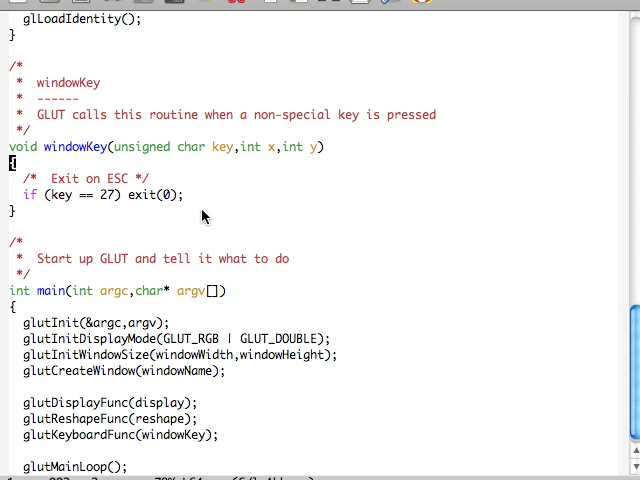 glLoadIdentity();
}
/*
*  windowKey
*  ------
*  GLUT calls this routine when a non-special key is pressed
*/
void windowKey(unsigned char key,int x,int y)
{
/*  Exit on ESC */
if (key == 27) exit(0);
}
/*
*  Start up GLUT and tell it what to do
*/
int main(int argc,char* argv[])
{
glutInit(&argc,argv);
glutInitDisplayMode(GLUT_RGB | GLUT_DOUBLE);
glutInitWindowSize(windowWidth,windowHeight);
glutCreateWindow(windowName);
glutDisplayFunc(display);
glutReshapeFunc(reshape);
glutKeyboardFunc(windowKey);
glutMainLoop();